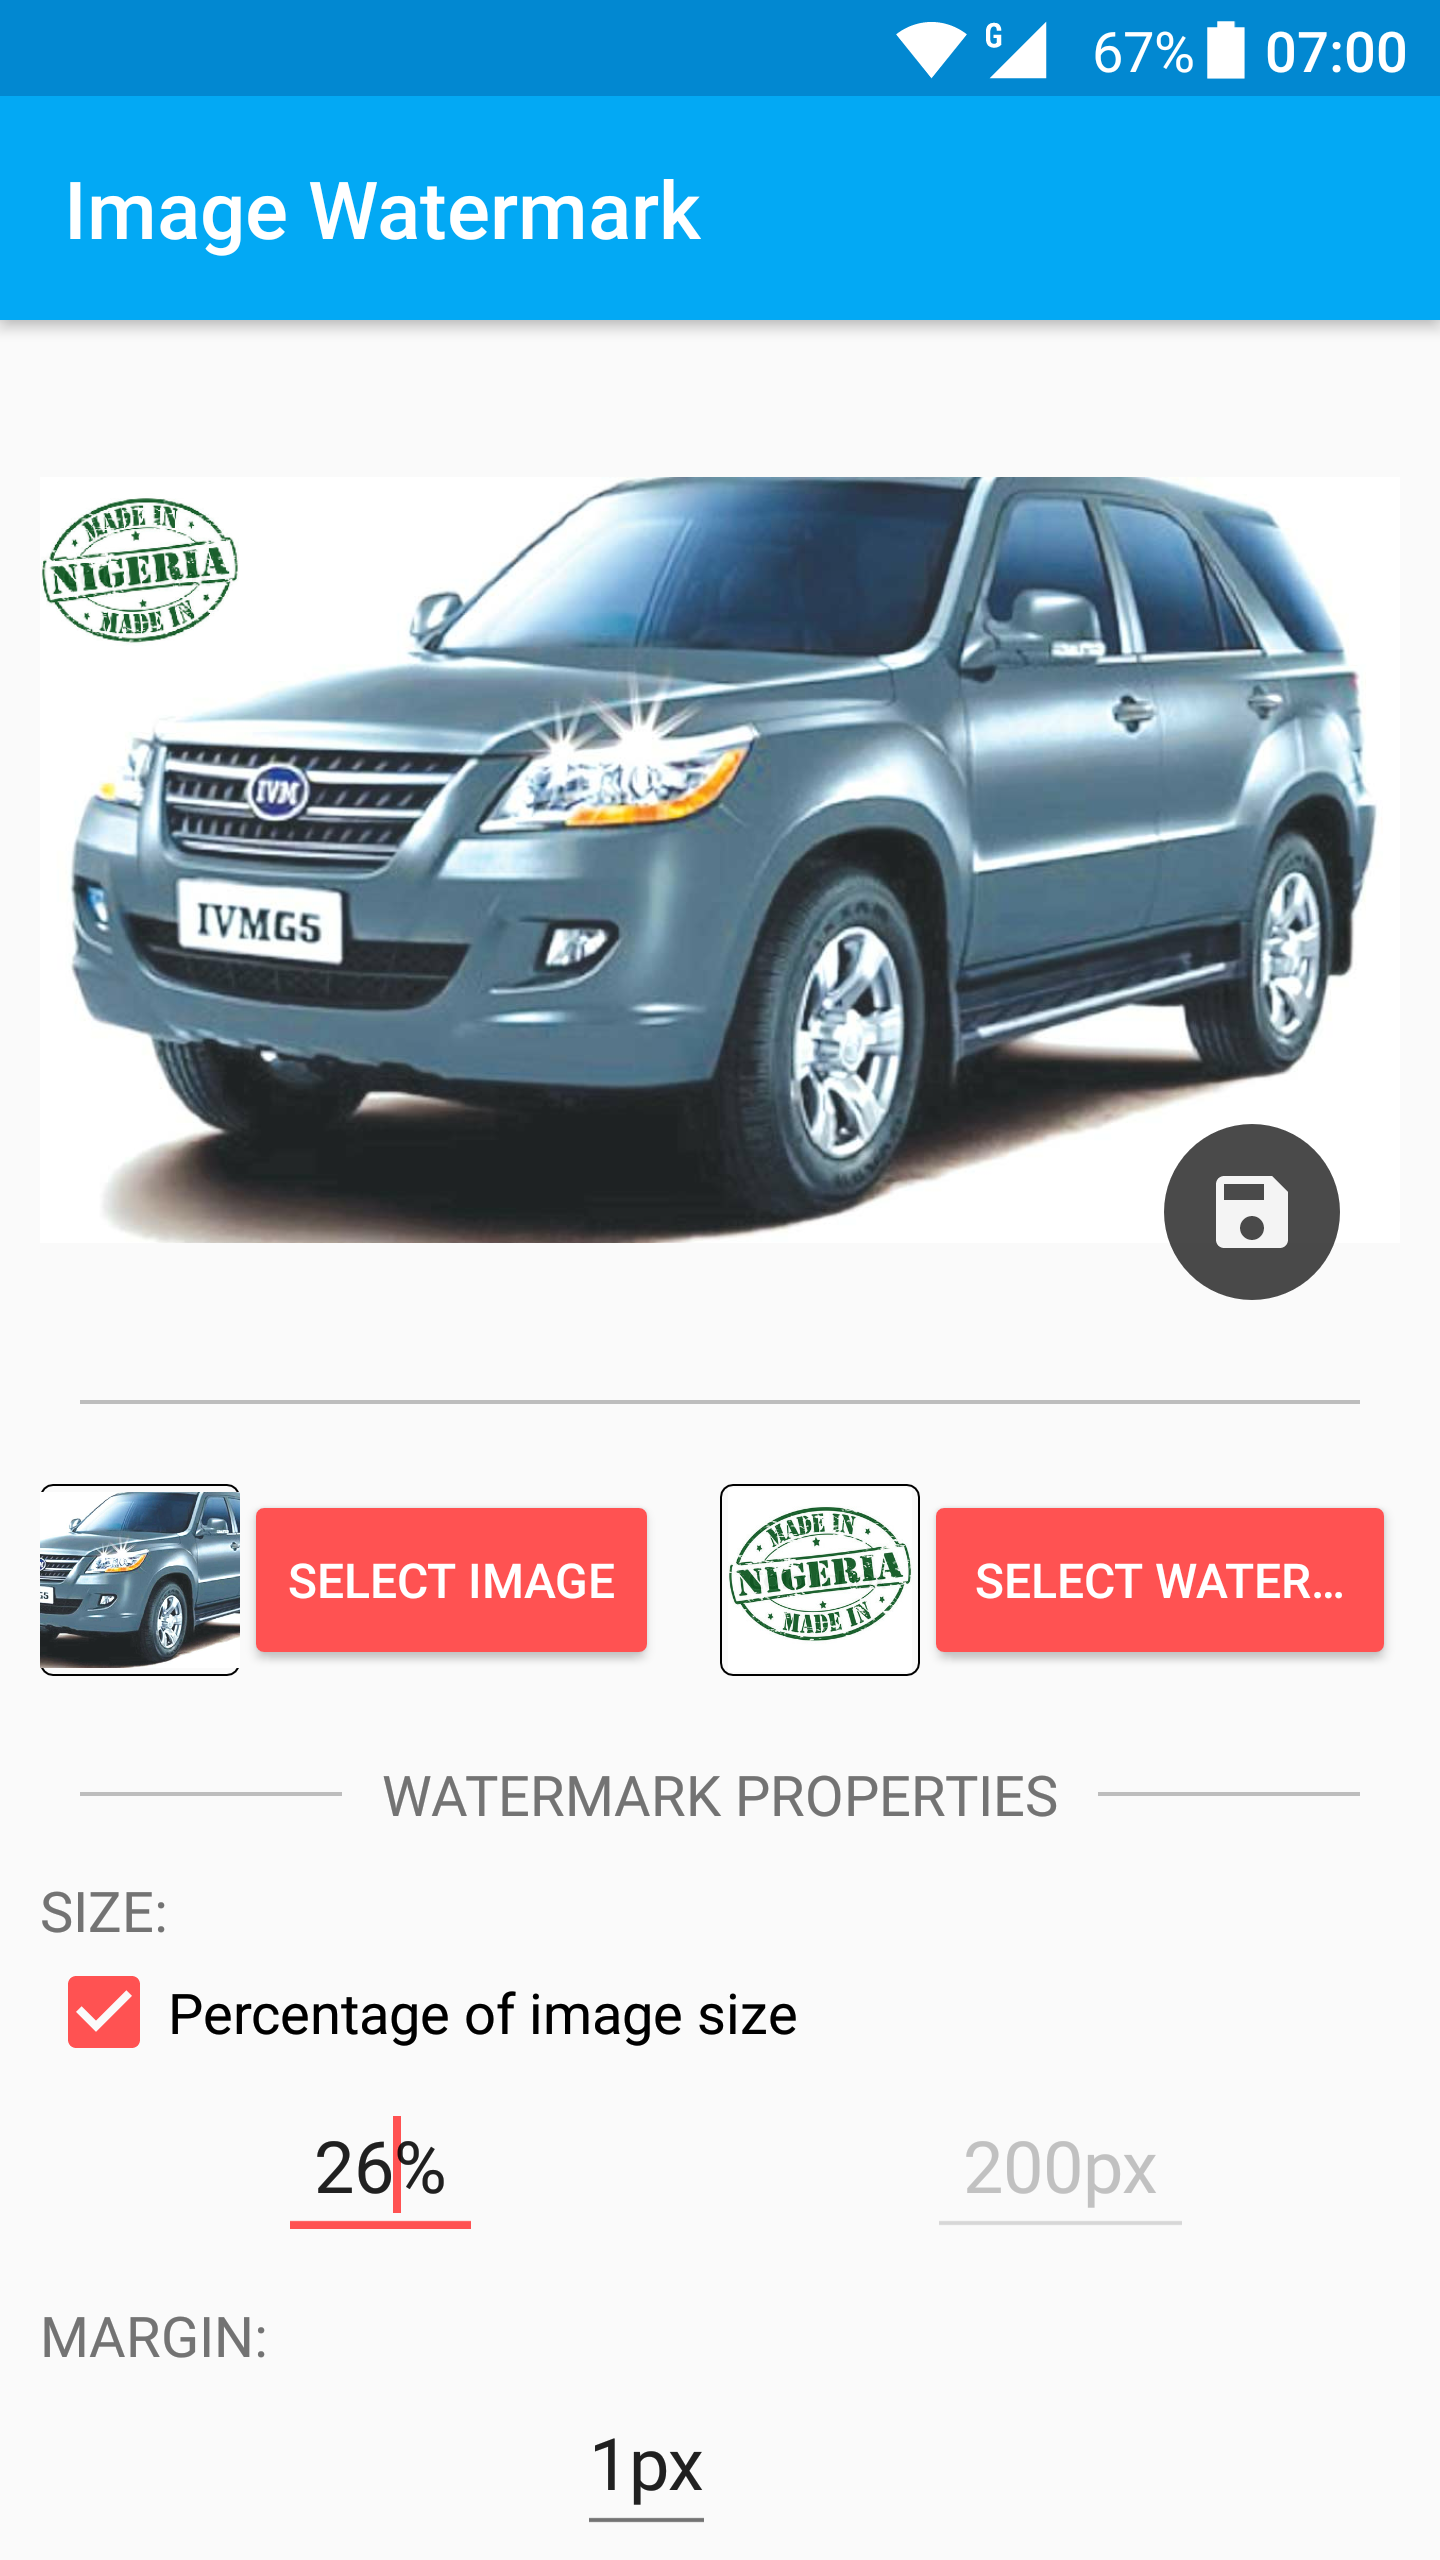 G 67% 07:00
Image Watermark
MADE IN
NIGERIA
MADE IN
IVM
IVMG5
G5
SELECT IMAGE
MADE IN
NIGERIA
MADE IN
SELECT WATER...
WATERMARK PROPERTIES
SIZE:
Percentage of image size
26%
200px
MARGIN:
1px